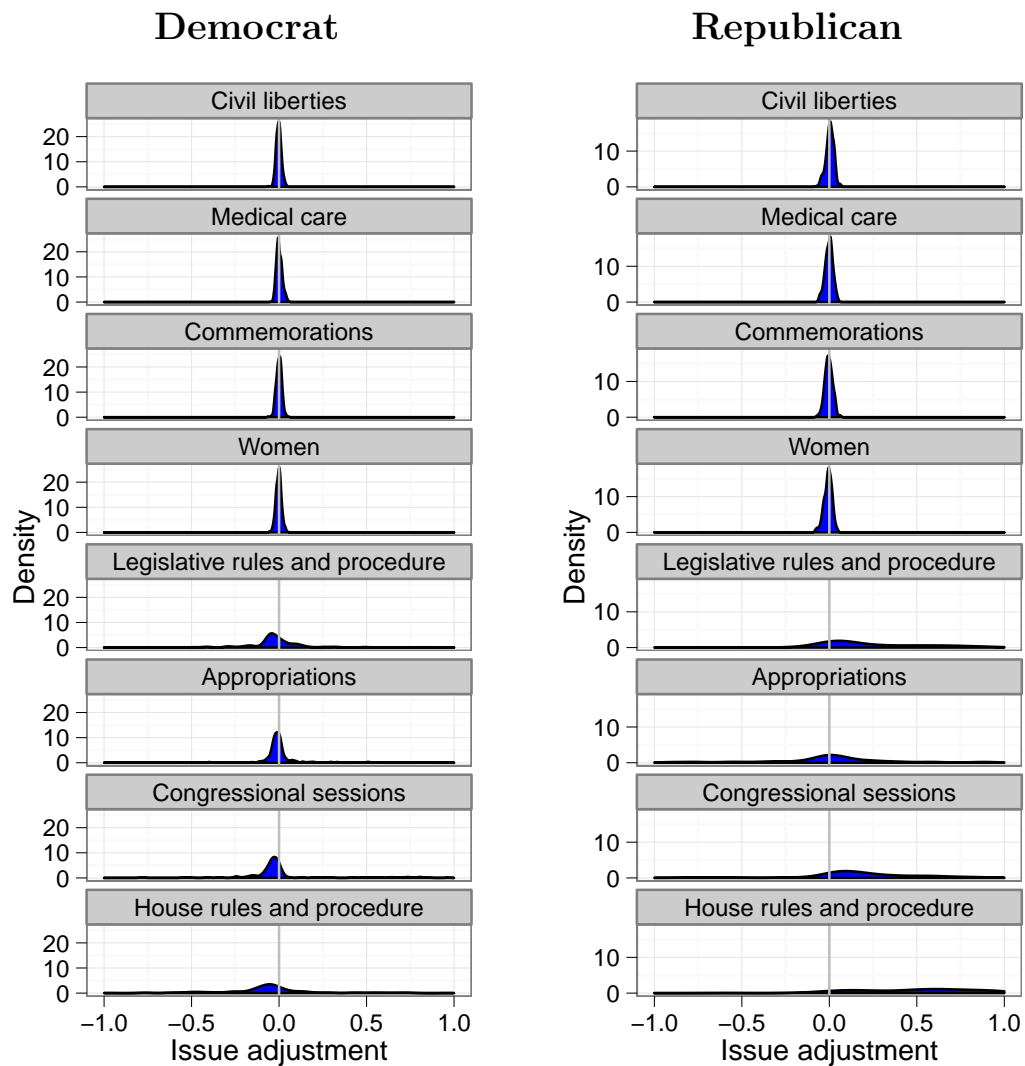 Democrat
Density
Civil liberties
20
10
0
Medical care
20
10
0
Commemorations
20
10
0
Women
20
10
0
Legislative rules and procedure
20
10
0
Appropriations
20
10
0
Congressional sessions
20
10
0
House rules and procedure
20
10
0
−1.0 −0.5 0.0 0.5 1.0
Issue adjustment
Republican
Density
Civil liberties
10
0
Medical care
10
0
Commemorations
10
0
Women
10
0
Legislative rules and procedure
10
0
Appropriations
10
0
Congressional sessions
10
0
House rules and procedure
10
0
−1.0 −0.5 0.0 0.5 1.0
Issue adjustment